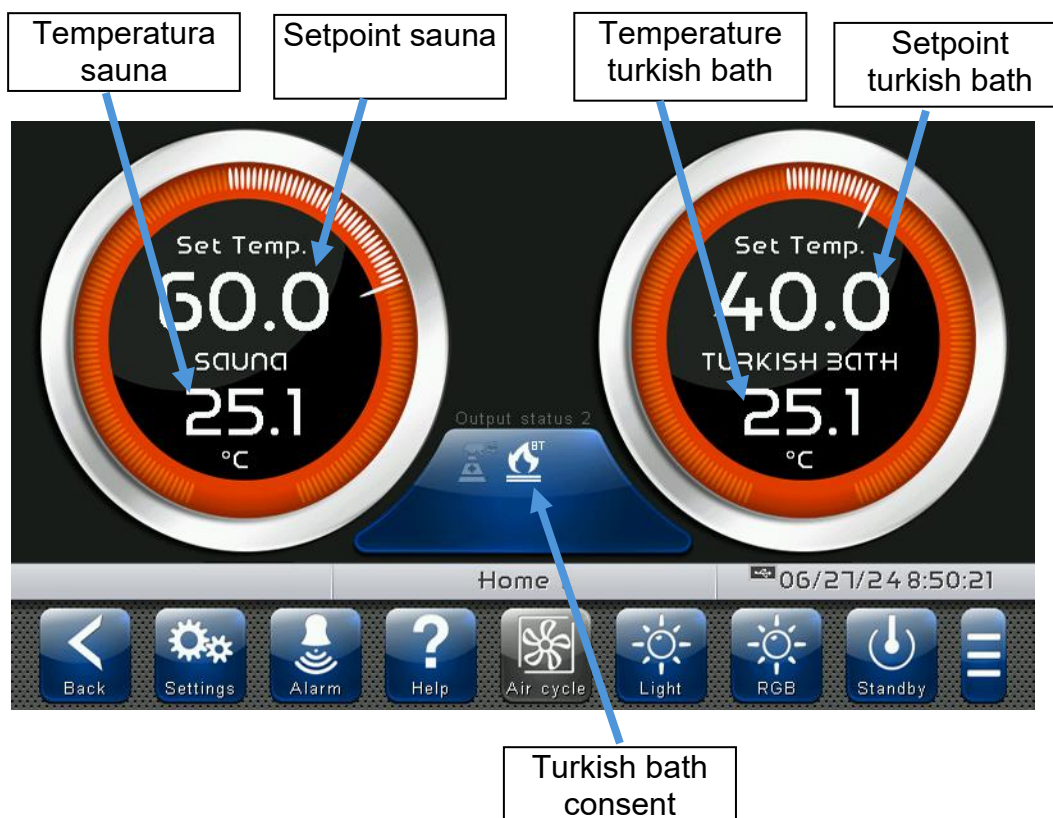 Temperatura
sauna
Setpoint sauna
Temperature
turkish bath
Setpoint
turkish bath
Set Temp.
60.0
SAUNA
25.1
°C
Set Temp.
40.0
TURKISH BATH
25.1
°C
Output status 2
BT
Home
06/27/24 8:50:21
Back
Settings
Alarm
Help
Air cycle
Light
RGB
Standby
Turkish bath
consent